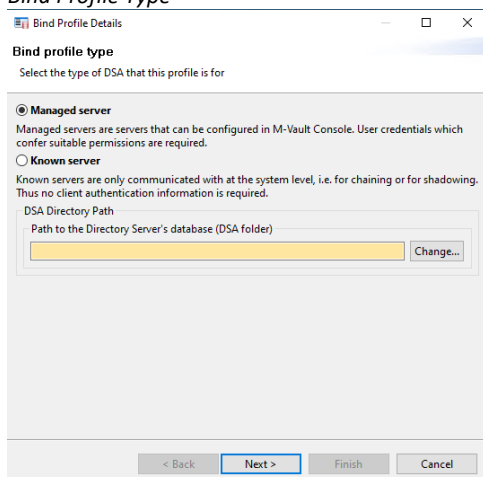 Bind Profile Type
Bind Profile Details
Bind profile type
Select the type of DSA that this profile is for
Managed server
Managed servers are servers that can be configured in M-Vault Console. User credentials which
confer suitable permissions are required.
Known server
Known servers are only communicated with at the system level, i.e. for chaining or for shadowing.
Thus no client authentication information is required.
DSA Directory Path
Path to the Directory Server's database (DSA folder)
Change...
< Back Next > Finish Cancel